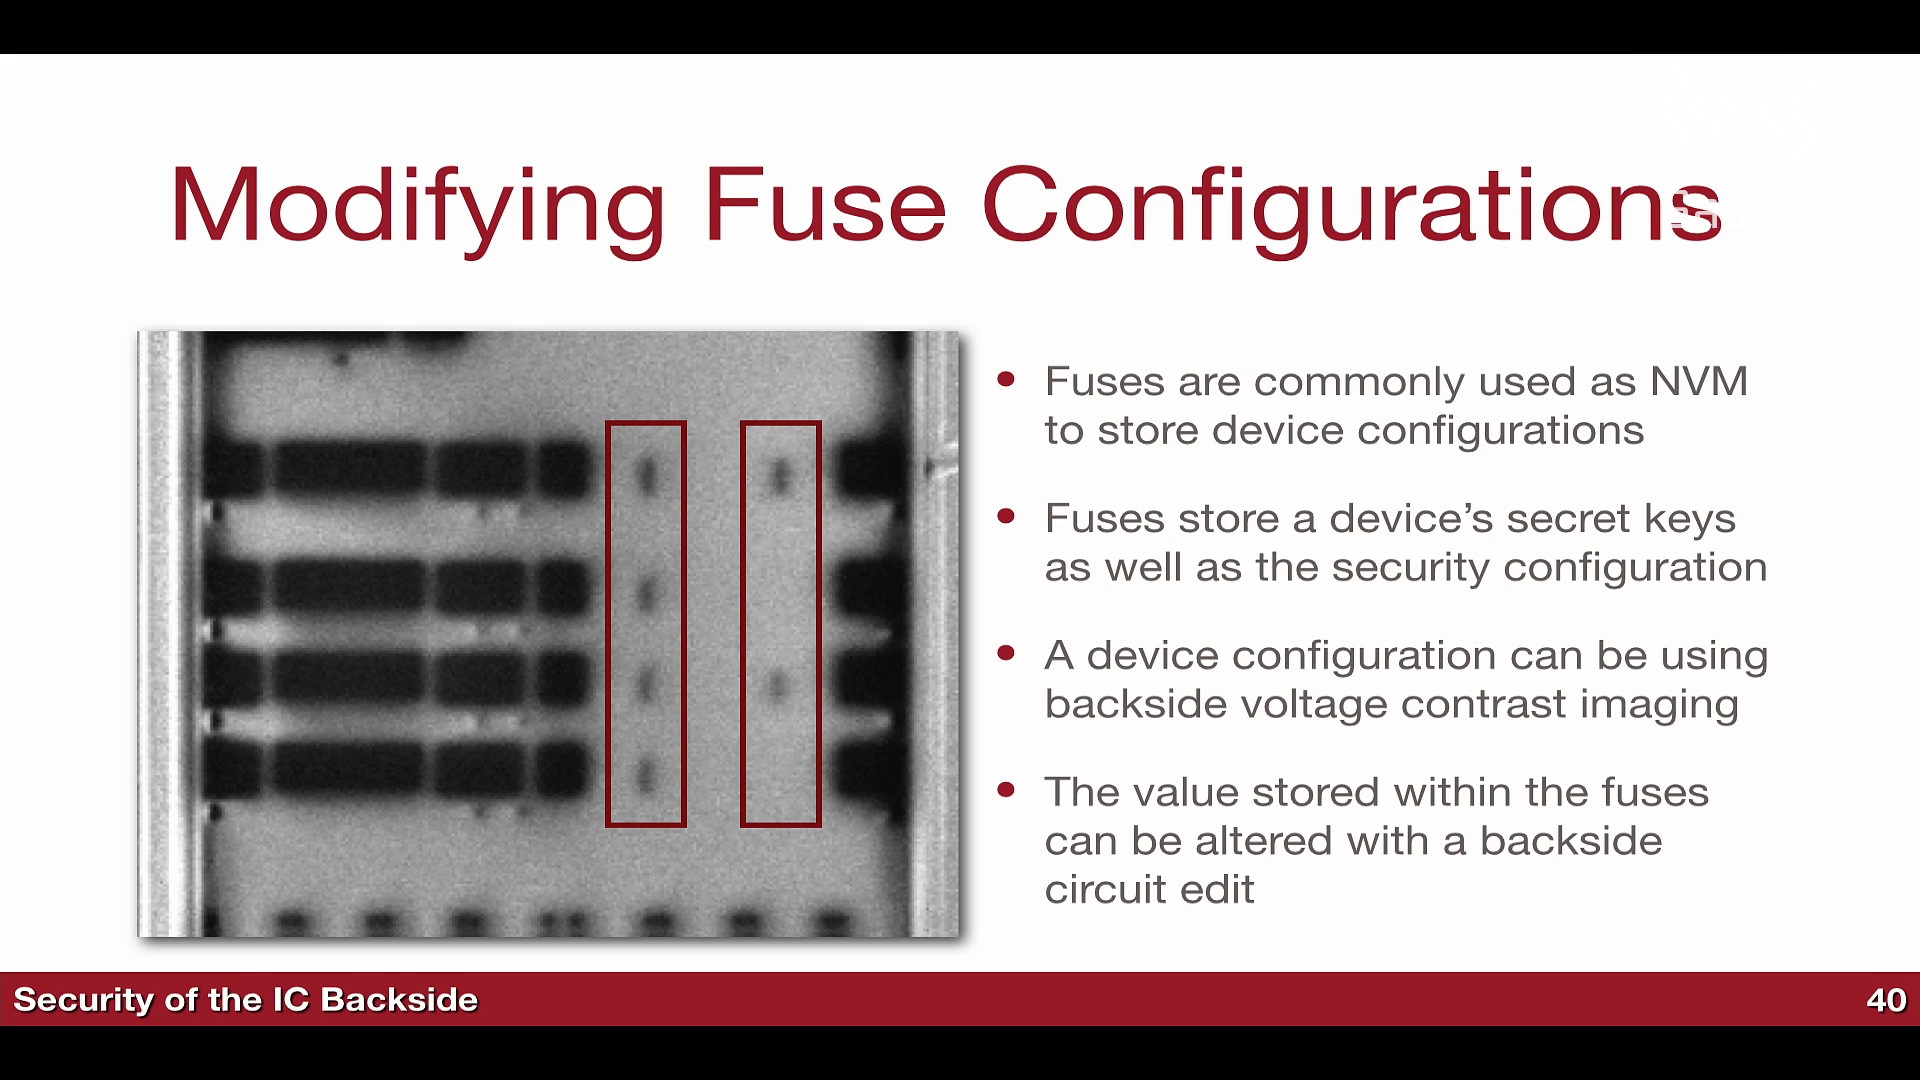 Modifying Fuse Configurations
• Fuses are commonly used as NVM
to store device configurations
• Fuses store a device’s secret keys
as well as the security configuration
• A device configuration can be using
backside voltage contrast imaging
• The value stored within the fuses
can be altered with a backside
circuit edit
Security of the IC Backside
40